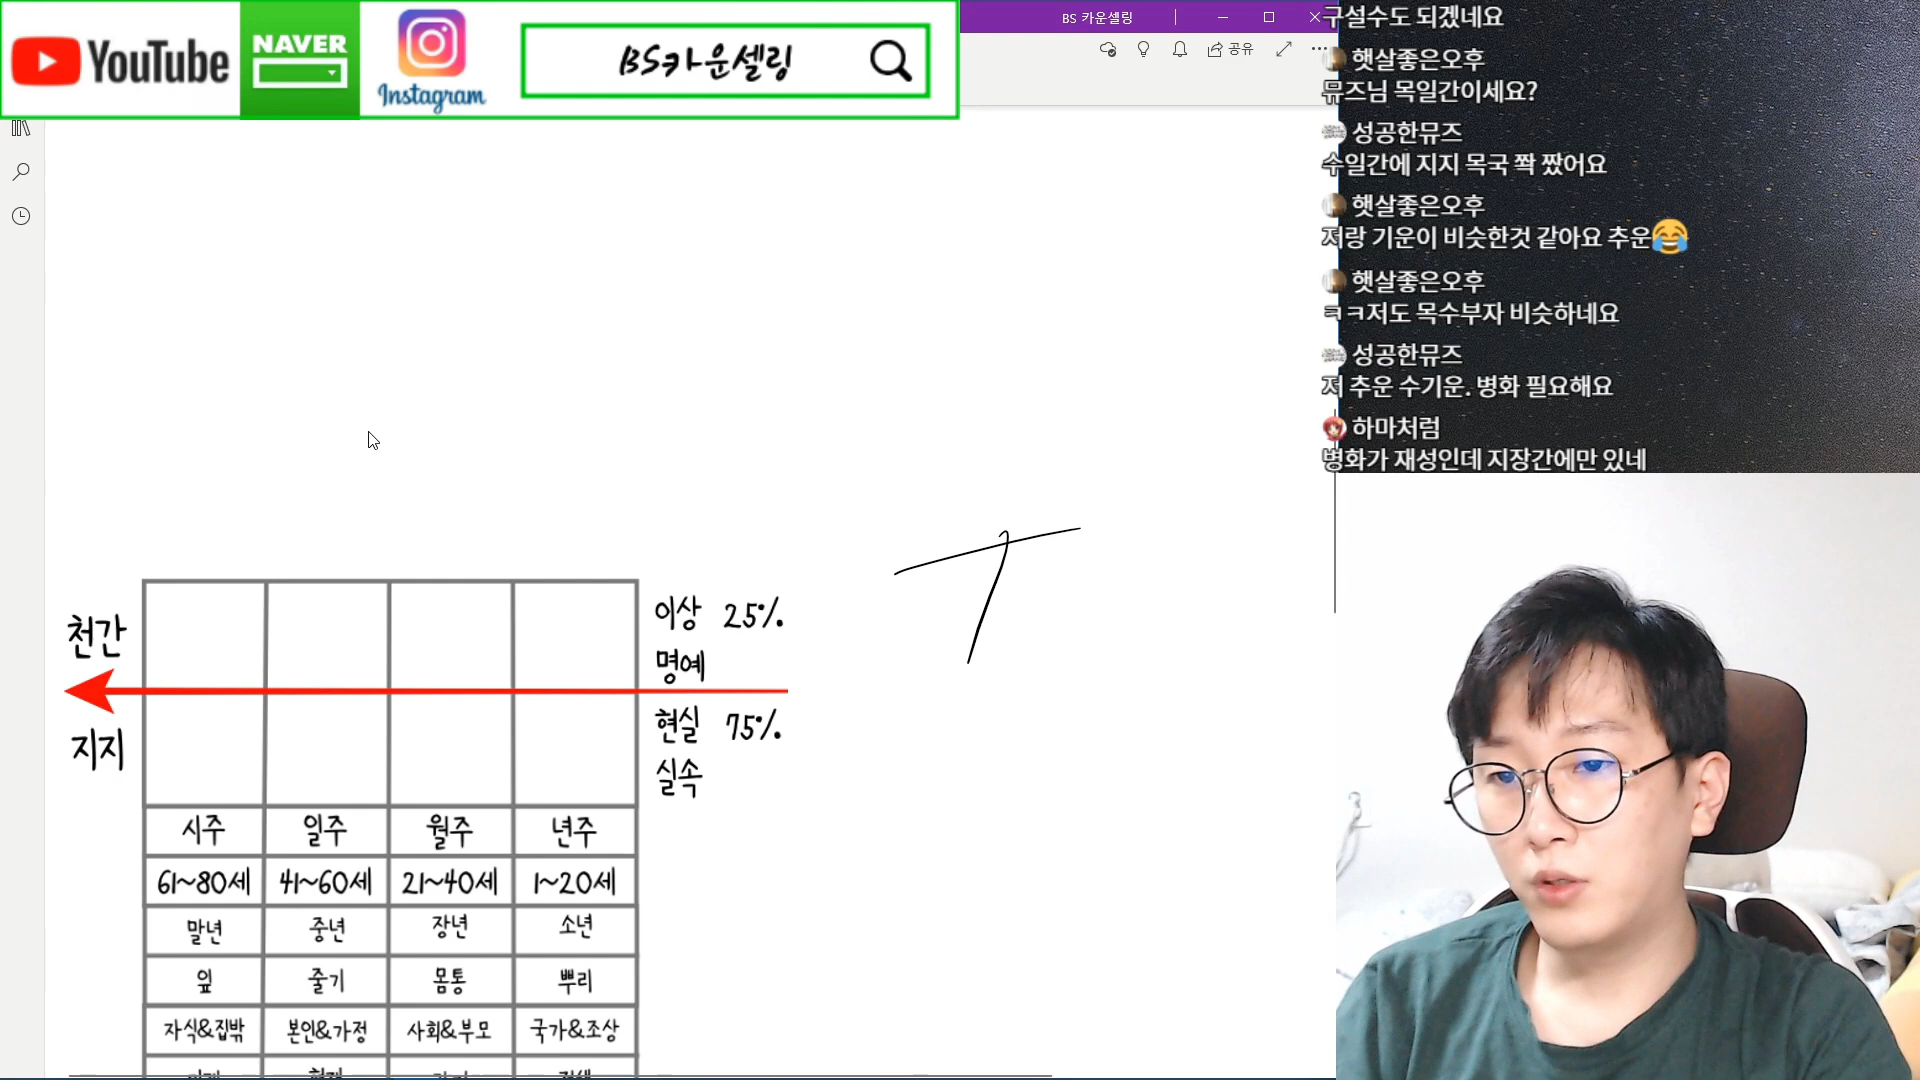 YouTube
NAVER
Instagram
BS카운셀링
BS 카운셀링
공유
구설수도 되겠네요
햇살좋은오후
뮤즈님 목일간이세요?
성공한뮤즈
수일간에 지지 목국 쫙 짰어요
햇살좋은오후
저랑 기운이 비슷한것 같아요 추운😂
햇살좋은오후
ㅋㅋ저도 목수부자 비슷하네요
성공한뮤즈
저 추운 수기운. 병화 필요해요
하마처럼
병화가 재성인데 지장간에만 있네
천간
이상 25%
명예
지지
현실 75%
실속
시주 일주 월주 년주
61~80세 41~60세 21~40세 1~20세
말년 중년 장년 소년
잎 줄기 몸통 뿌리
자식&집밖 본인&가정 사회&부모 국가&조상